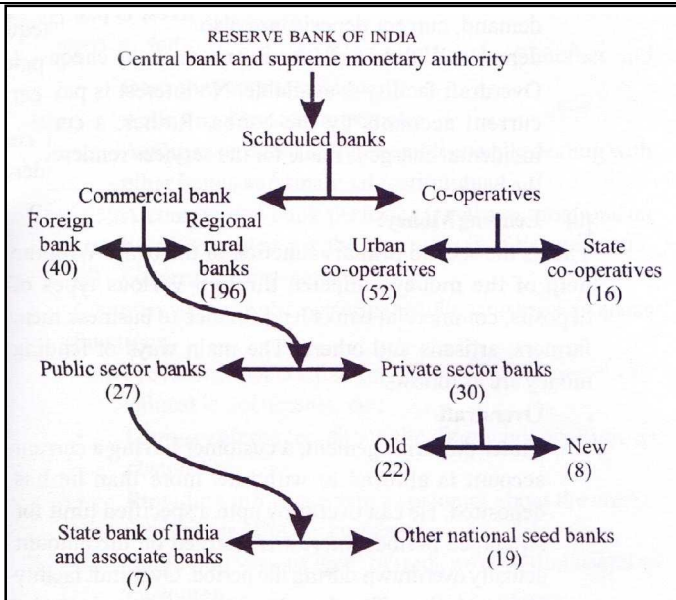 RESERVE BANK OF INDIA
Central bank and supreme monetary authority
Scheduled banks
Commercial bank
Co-operatives
Foreign
bank
(40)
Regional
rural
banks
(196)
Urban
co-operatives
(52)
State
co-operatives
(16)
Public sector banks
(27)
Private sector banks
(30)
Old
(22)
New
(8)
State bank of India
and associate banks
(7)
Other national seed banks
(19)